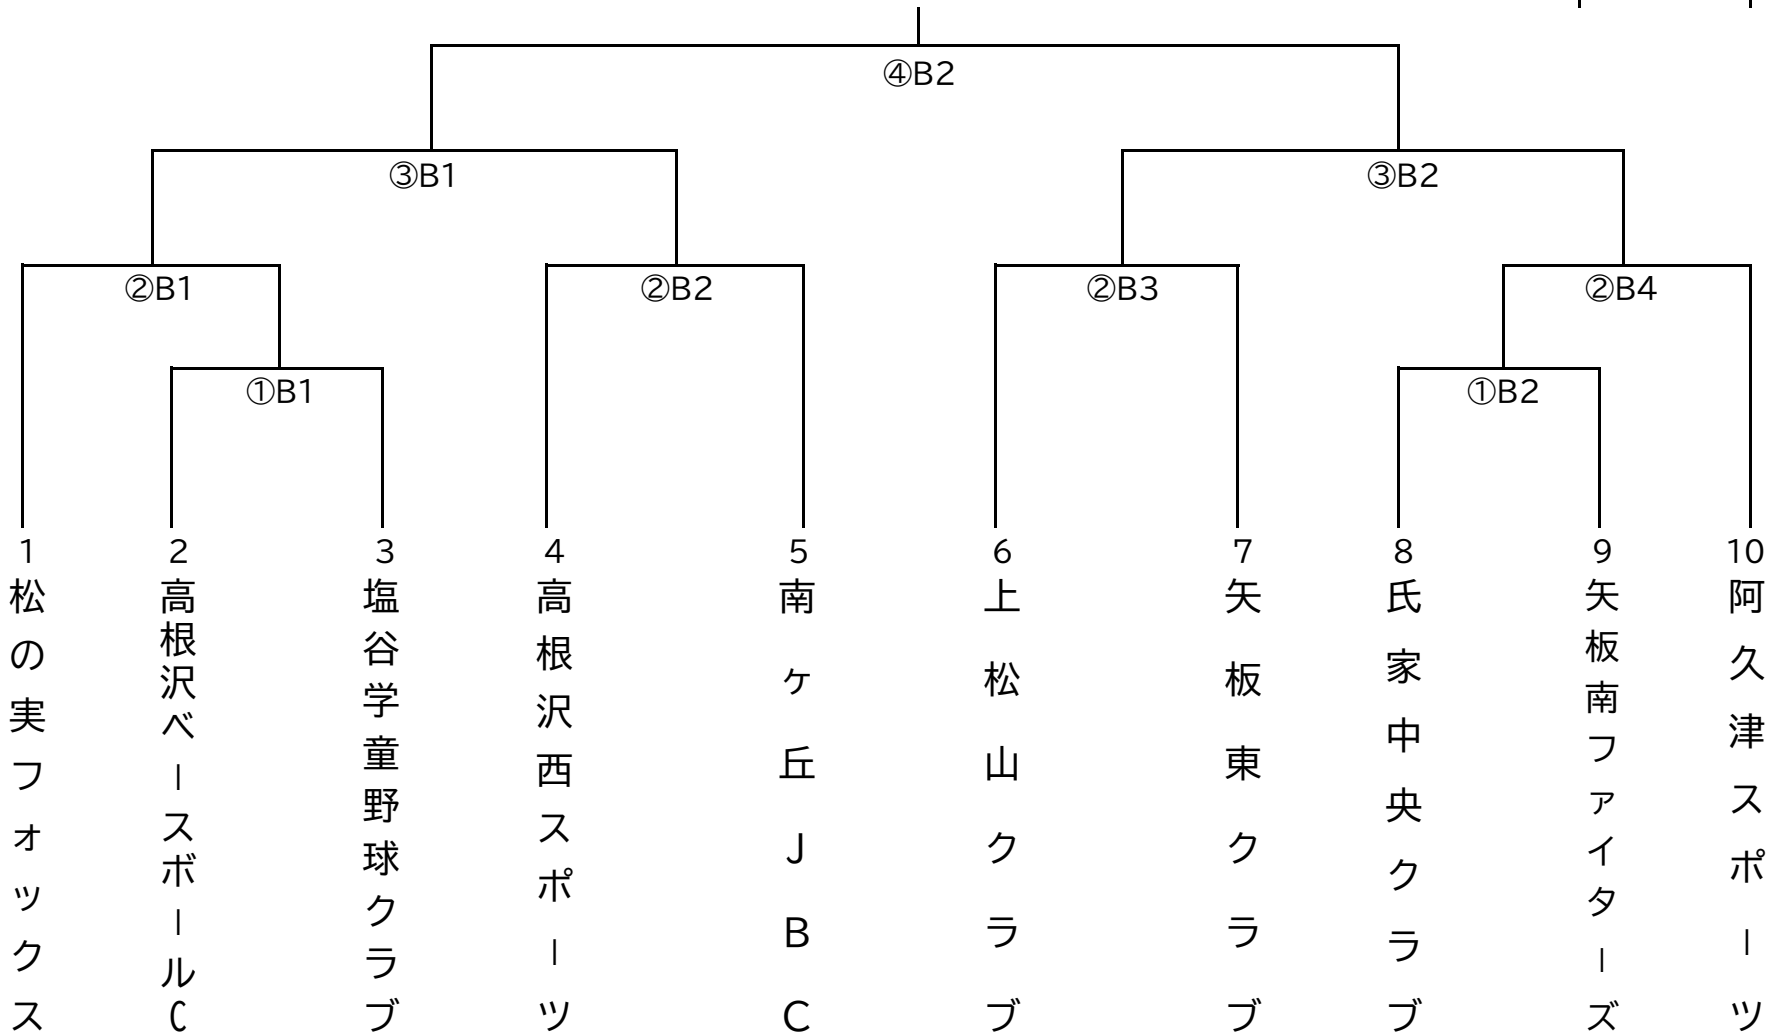 ④B2
③B1
③B2
②B1
②B2
②B3
②B4
①B1
①B2
1
2
3
4
5
6
7
8
9
10
松の実フォックス
高根沢ベースボールC
塩谷学童野球クラブ
高根沢西スポーツ
南ヶ丘JBC
上松山クラブ
矢板東クラブ
氏家中央クラブ
矢板南ファイターズ
阿久津スポーツ